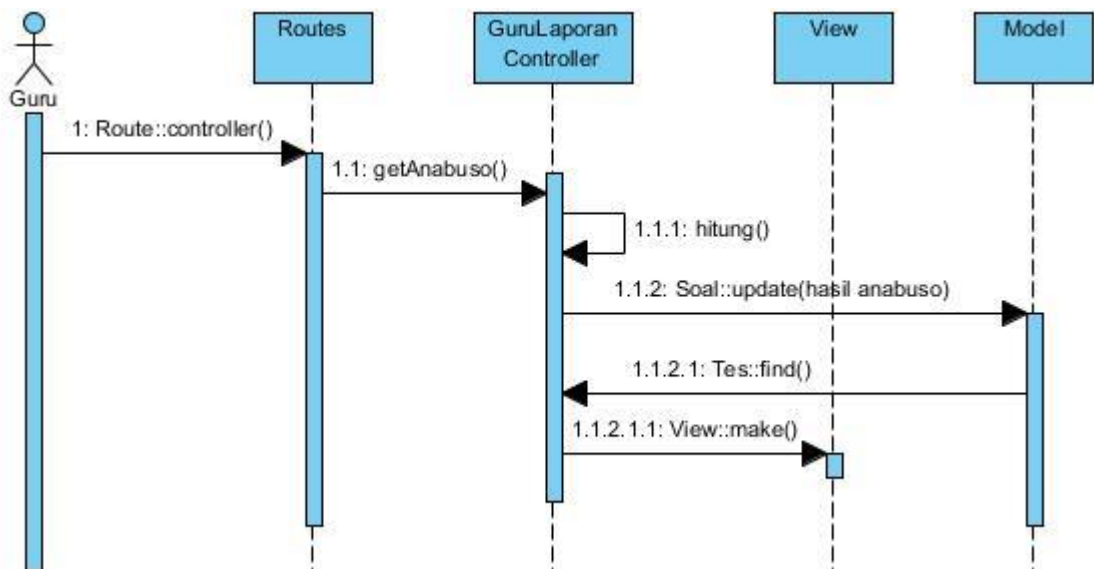 Routes
GuruLaporan
Controller
View
Model
Guru
1: Route::controller()
1.1: getAnabuso()
1.1.1: hitung()
1.1.2: Soal::update(hasil anabuso)
1.1.2.1: Tes::find()
1.1.2.1.1: View::make()